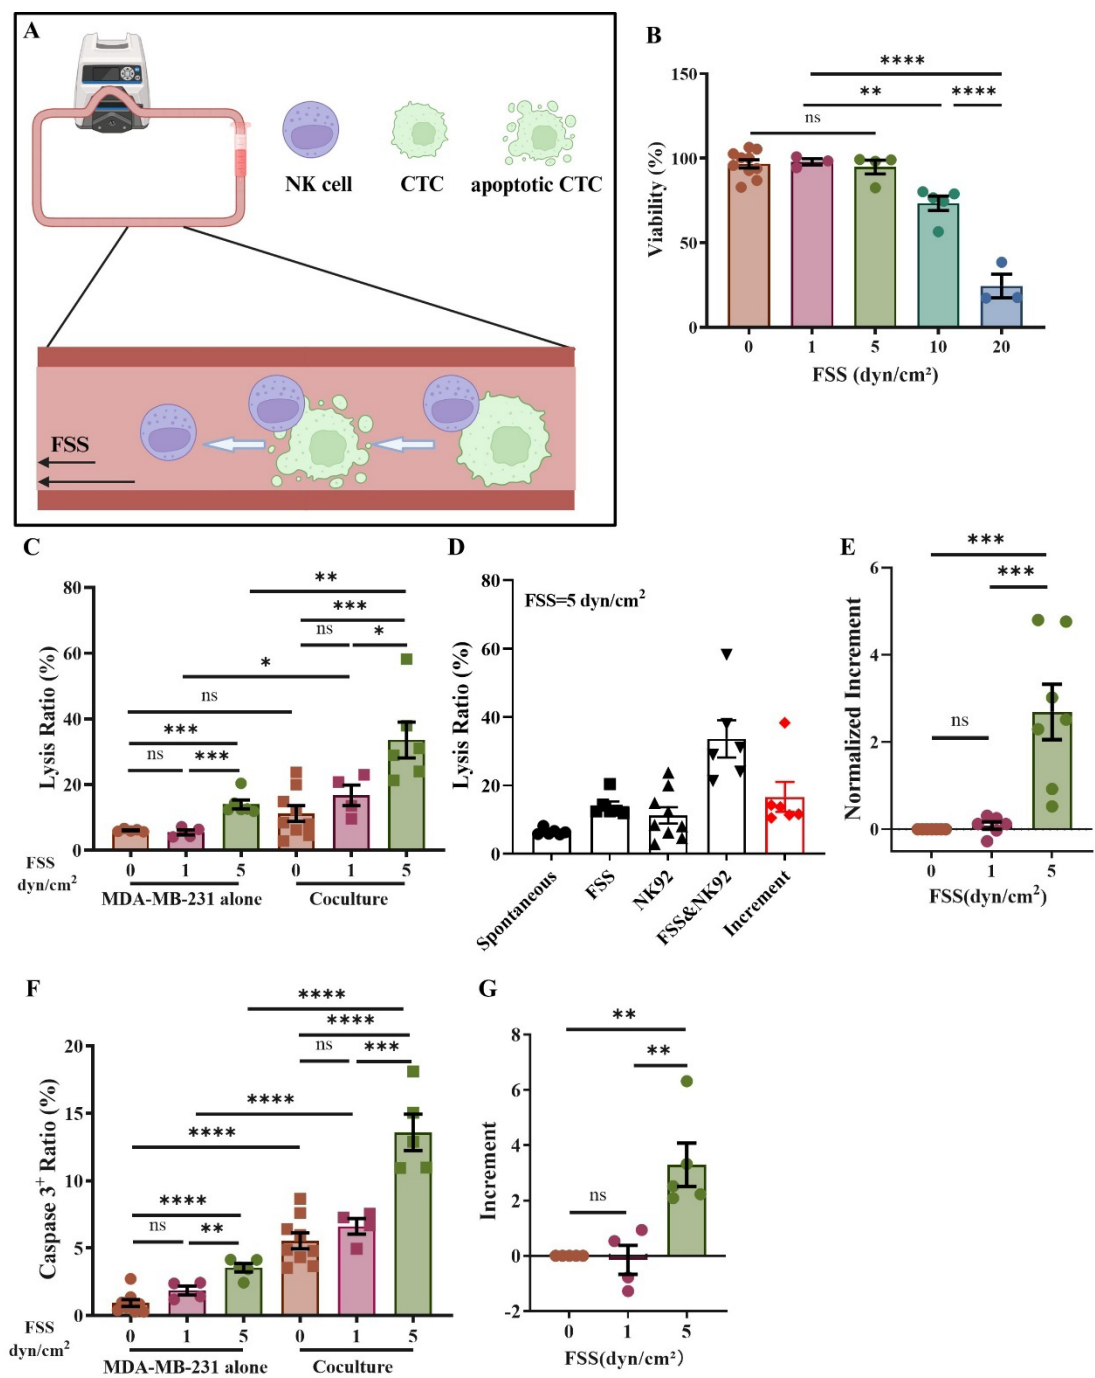 A
NK cell
CTC
apoptotic CTC
FSS
B
Viability (%)
150
100
50
0
****
**
****
ns
0 1 5 10 20
FSS (dyn/cm²)
C
Lysis Ratio (%)
80
60
40
20
0
**
***
ns
*
*
ns
***
ns
***
FSS
dyn/cm²
0 1 5 0 1 5
MDA-MB-231 alone
Coculture
D
Lysis Ratio (%)
80
60
40
20
0
FSS=5 dyn/cm²
Spontaneous
FSS
NK92
FSS&NK92
Increment
E
Normalized Increment
6
4
2
0
***
***
ns
0 1 5
FSS(dyn/cm²)
F
Caspase 3⁺ Ratio (%)
20
15
10
5
0
****
****
ns
***
****
****
****
ns
**
FSS
dyn/cm²
0 1 5 0 1 5
MDA-MB-231 alone
Coculture
G
Increment
8
6
4
2
0
-2
**
**
ns
0 1 5
FSS(dyn/cm²)